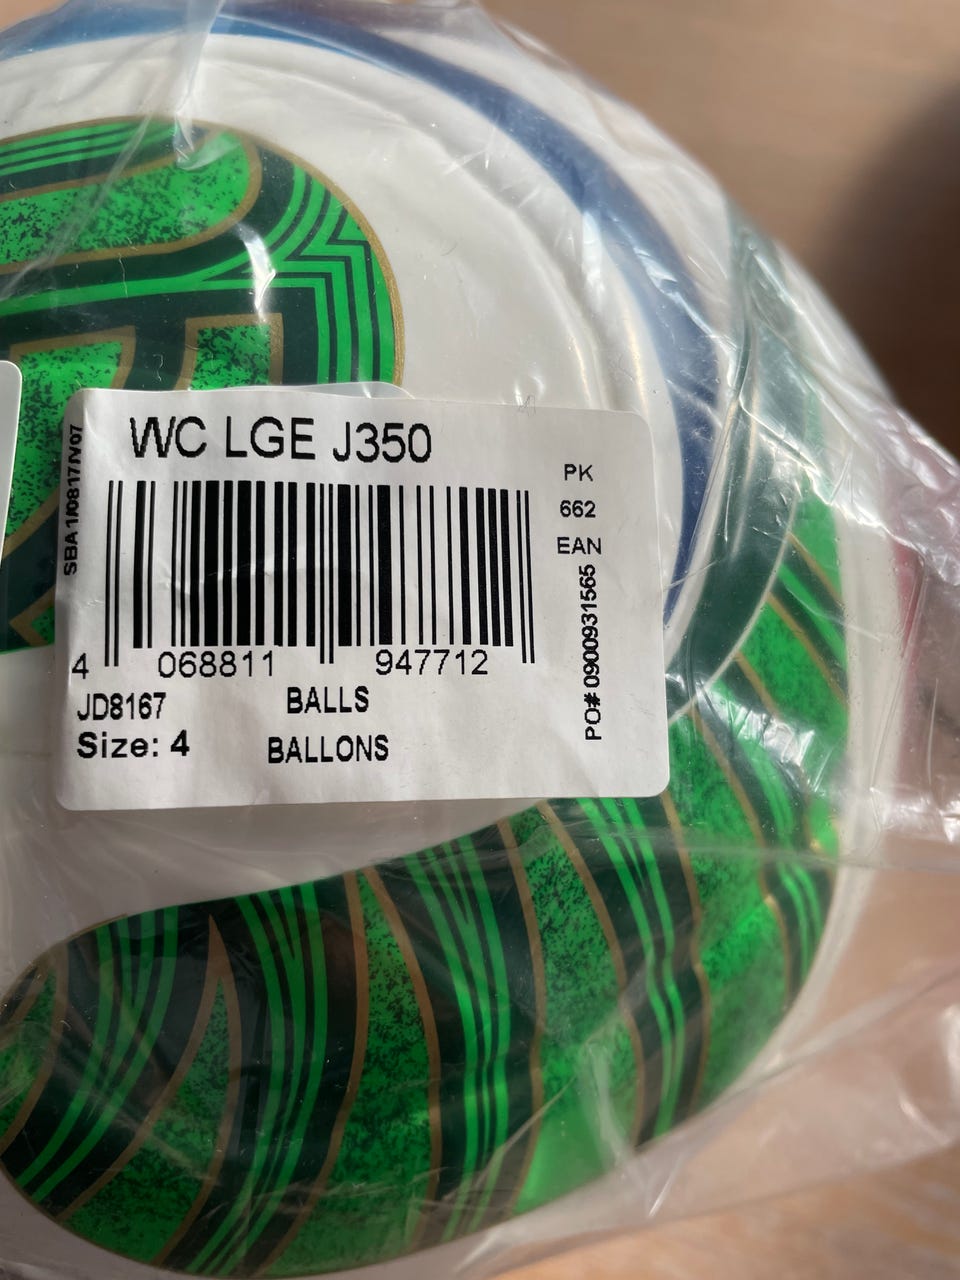 WC LGE J350
SBA 1/0817/V07
PK
662
EAN
PO# 0900931565
4 068811 947712
JD8167 BALLS
Size: 4 BALLONS